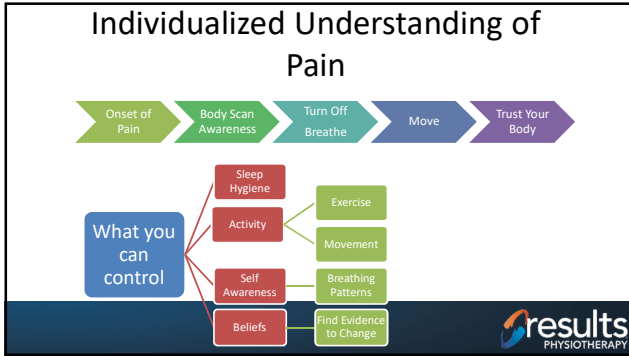 Individualized Understanding of
Pain
Onset of
Pain
Body Scan
Awareness
Turn Off
Breathe
Move
Trust Your
Body
What you
can
control
Sleep
Hygiene
Activity
Exercise
Movement
Self
Awareness
Breathing
Patterns
Beliefs
Find Evidence
to Change
results
PHYSIOTHERAPY